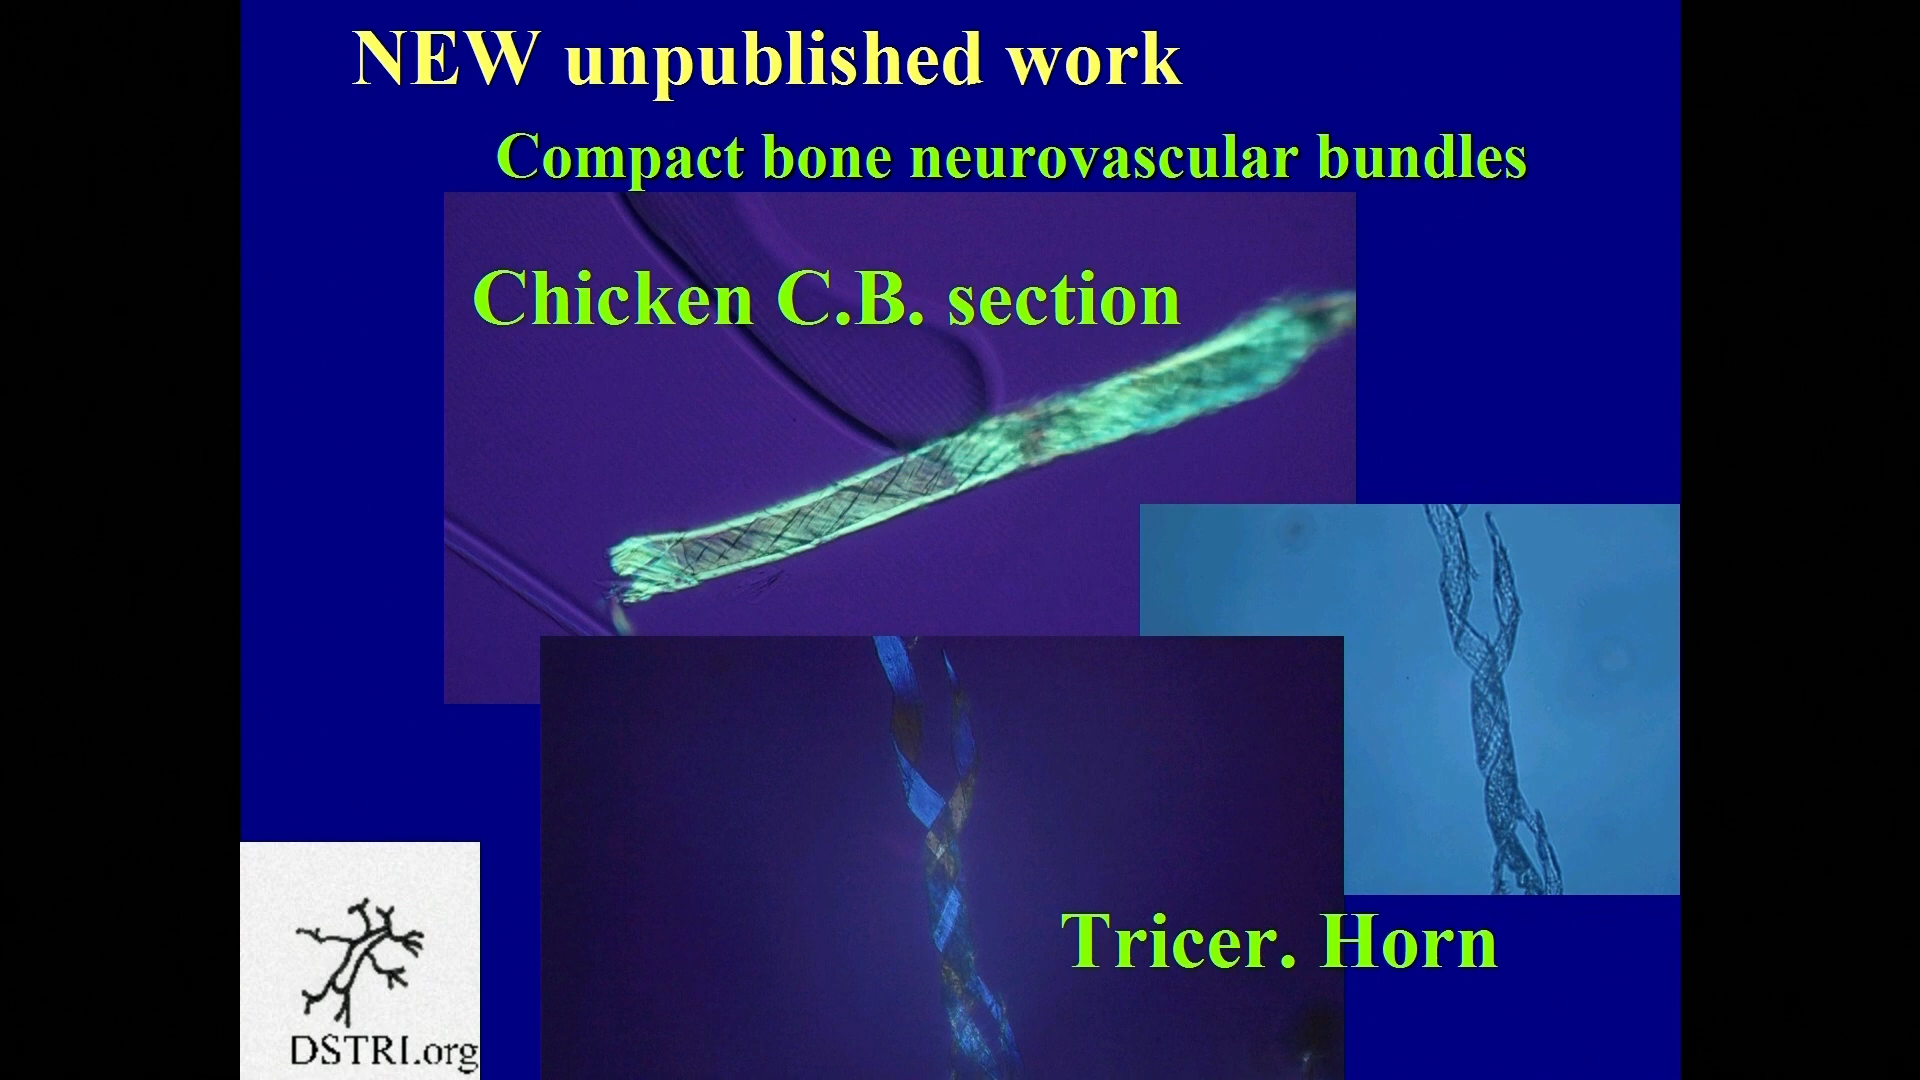 NEW unpublished work
Compact bone neurovascular bundles
Chicken C.B. section
Tricer. Horn
DSTRI.org